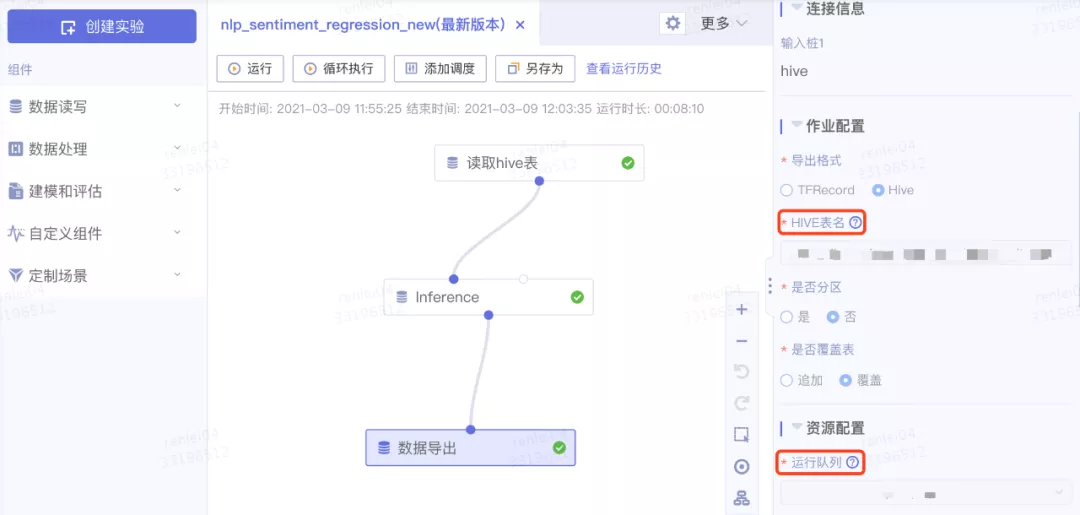 创建实验
组件
数据读写
数据处理
建模和评估
自定义组件
定制场景
nlp_sentiment_regression_new(最新版本) ×
更多
运行
循环执行
添加调度
另存为
查看运行历史
开始时间: 2021-03-09 11:55:25 结束时间: 2021-03-09 12:03:35 运行时长: 00:08:10
读取hive表
Inference
数据导出
连接信息
输入桩1
hive
作业配置
* 导出格式
TFRecord Hive
* HIVE表名 ?
* 是否分区
是 否
* 是否覆盖表
追加 覆盖
资源配置
* 运行队列 ?
renlei04
33196512